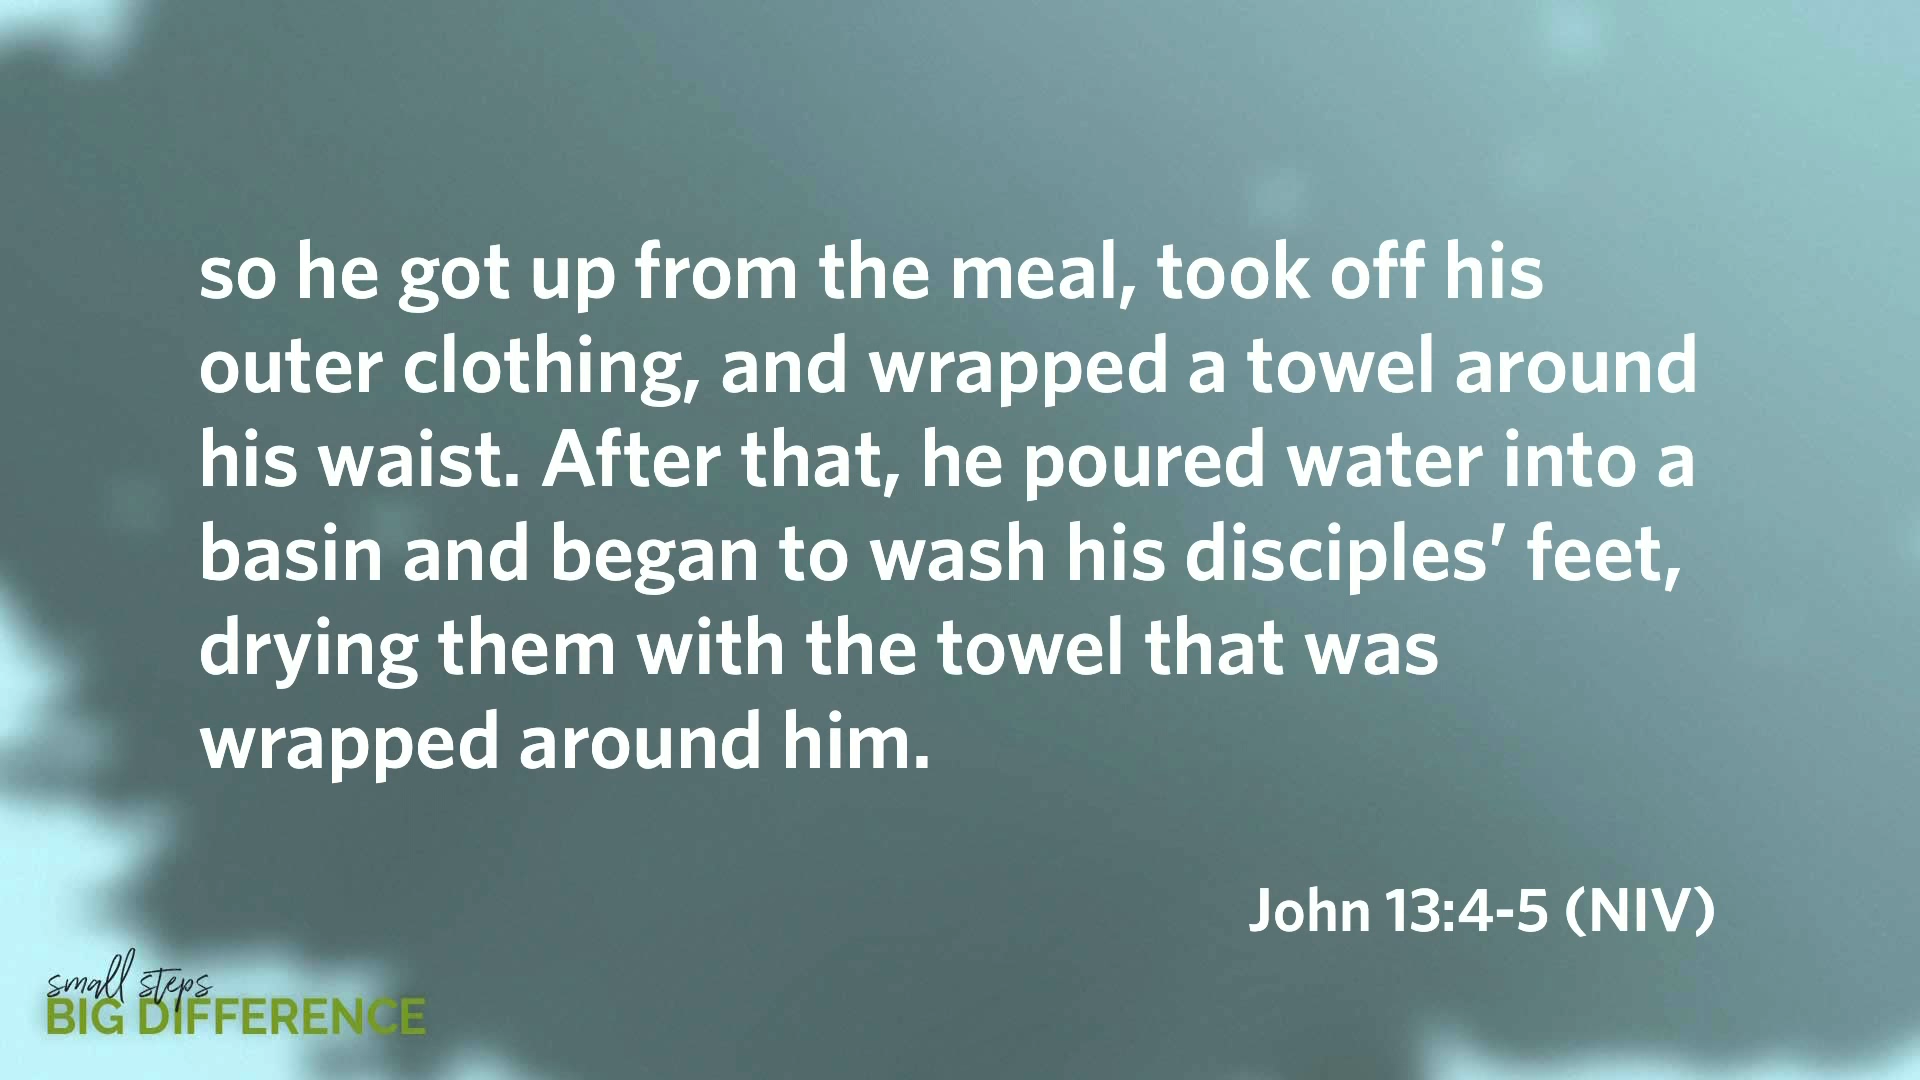 so he got up from the meal, took off his
outer clothing, and wrapped a towel around
his waist. After that, he poured water into a
basin and began to wash his disciples’ feet,
drying them with the towel that was
wrapped around him.
John 13:4-5 (NIV)
small steps
BIG DIFFERENCE